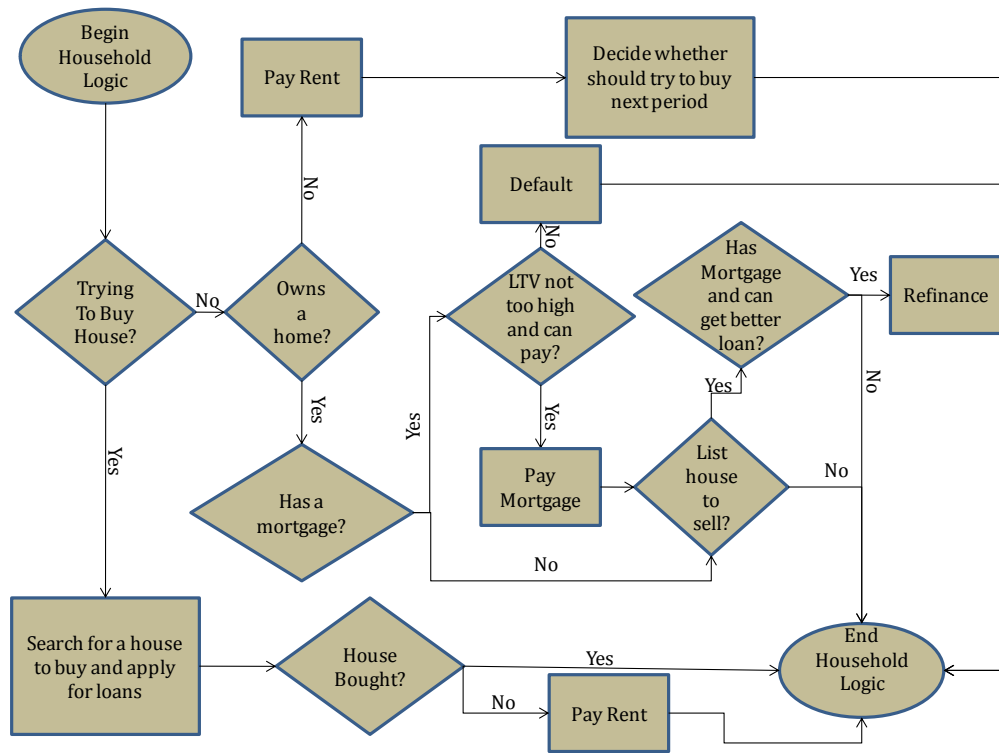 Begin
Household
Logic
Pay Rent
Decide whether
should try to buy
next period
No
Default
No
Has
Mortgage
and can
get better
loan?
Yes
Refinance
Trying
To Buy
House?
No
Owns
a
home?
LTV not
too high
and can
pay?
No
Yes
Yes
Yes
Yes
Yes
Has a
mortgage?
Pay
Mortgage
List
house
to
sell?
No
No
Search for a house
to buy and apply
for loans
House
Bought?
Yes
No
Pay Rent
End
Household
Logic